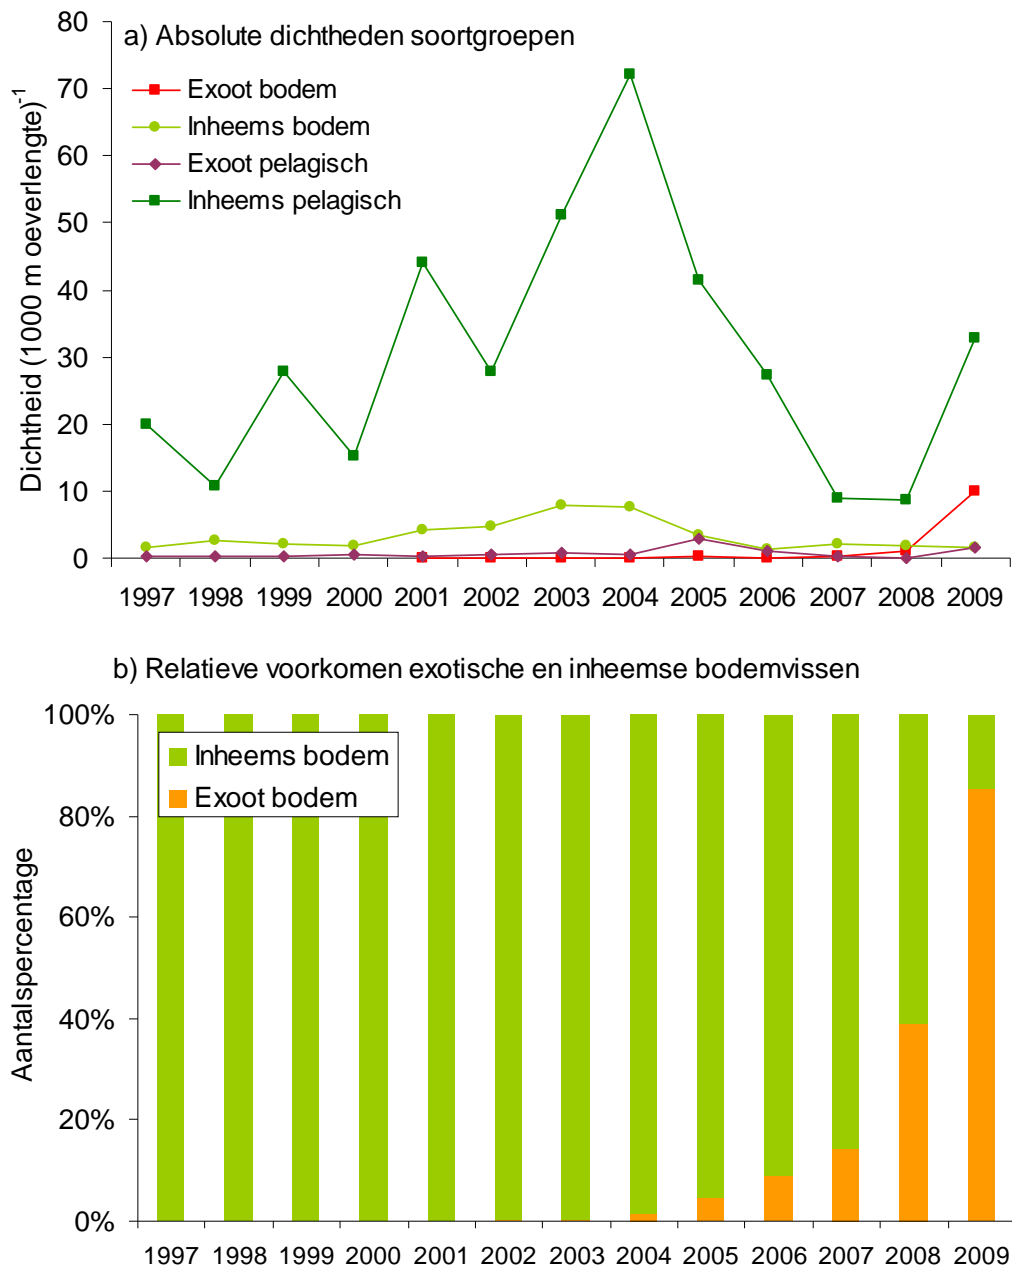 a) Absolute dichtheden soortgroepen
Exoot bodem
Inheems bodem
Exoot pelagisch
Inheems pelagisch
Dichtheid (1000 m oeverlengte)⁻¹
80
70
60
50
40
30
20
10
0
1997 1998 1999 2000 2001 2002 2003 2004 2005 2006 2007 2008 2009
b) Relatieve voorkomen exotische en inheemse bodemvissen
Inheems bodem
Exoot bodem
Aantalspercentage
100%
80%
60%
40%
20%
0%
1997 1998 1999 2000 2001 2002 2003 2004 2005 2006 2007 2008 2009